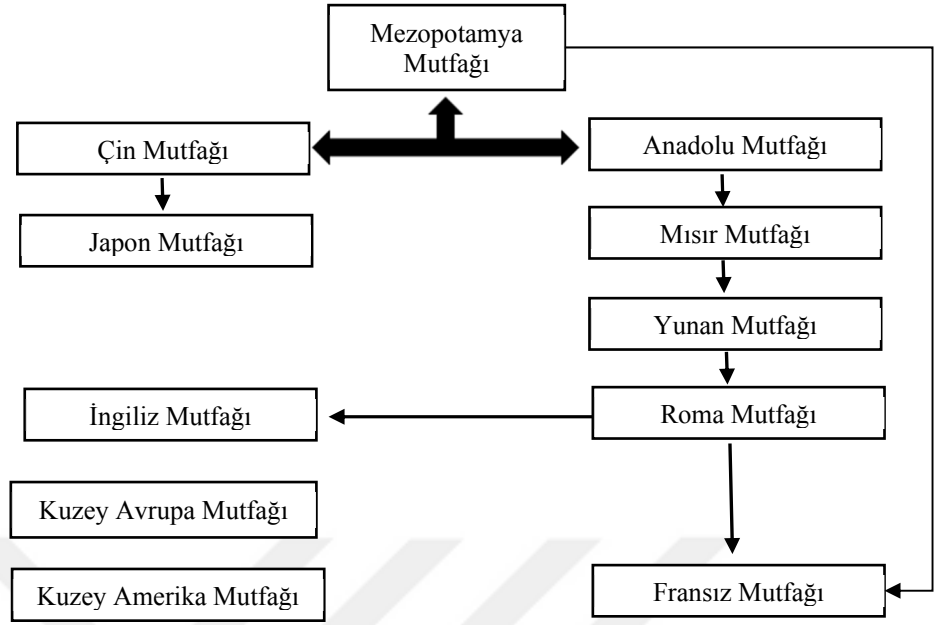 Mezopotamya
Mutfağı
Çin Mutfağı
Anadolu Mutfağı
Japon Mutfağı
Mısır Mutfağı
Yunan Mutfağı
İngiliz Mutfağı
Roma Mutfağı
Kuzey Avrupa Mutfağı
Kuzey Amerika Mutfağı
Fransız Mutfağı